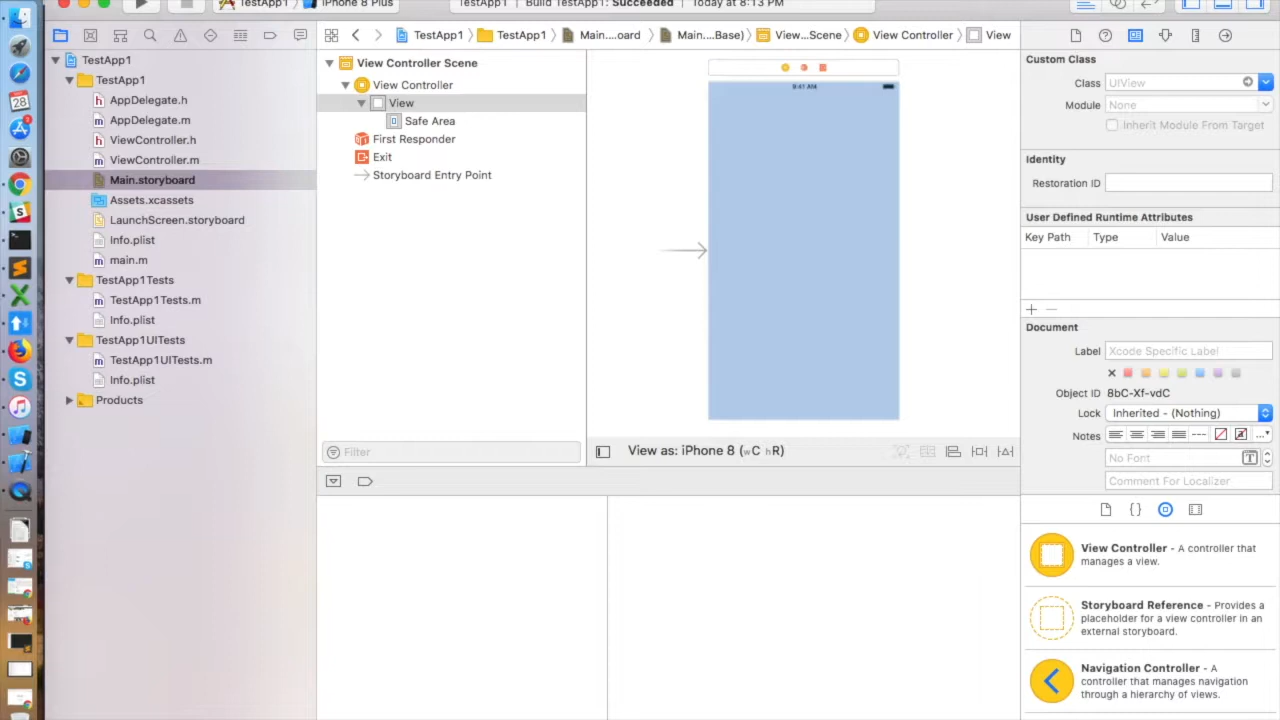 TestApp1 iPhone 8 Plus TestApp1 | Build TestApp1: Succeeded | Today at 8:13 PM
TestApp1 TestApp1 Main....oard Main....Base) View...Scene View Controller View
28
TestApp1
TestApp1
AppDelegate.h
AppDelegate.m
ViewController.h
ViewController.m
Main.storyboard
Assets.xcassets
LaunchScreen.storyboard
Info.plist
main.m
TestApp1Tests
TestApp1Tests.m
Info.plist
TestApp1UITests
TestApp1UITests.m
Info.plist
Products
View Controller Scene
View Controller
View
Safe Area
First Responder
Exit
Storyboard Entry Point
Filter
9:41 AM
View as: iPhone 8 (wC hR)
Custom Class
Class UIView
Module None
Inherit Module From Target
Identity
Restoration ID
User Defined Runtime Attributes
Key Path Type Value
Document
Label Xcode Specific Label
Object ID 8bC-Xf-vdC
Lock Inherited - (Nothing)
Notes
No Font
Comment For Localizer
View Controller - A controller that
manages a view.
Storyboard Reference - Provides a
placeholder for a view controller in an
external storyboard.
Navigation Controller - A
controller that manages navigation
through a hierarchy of views.